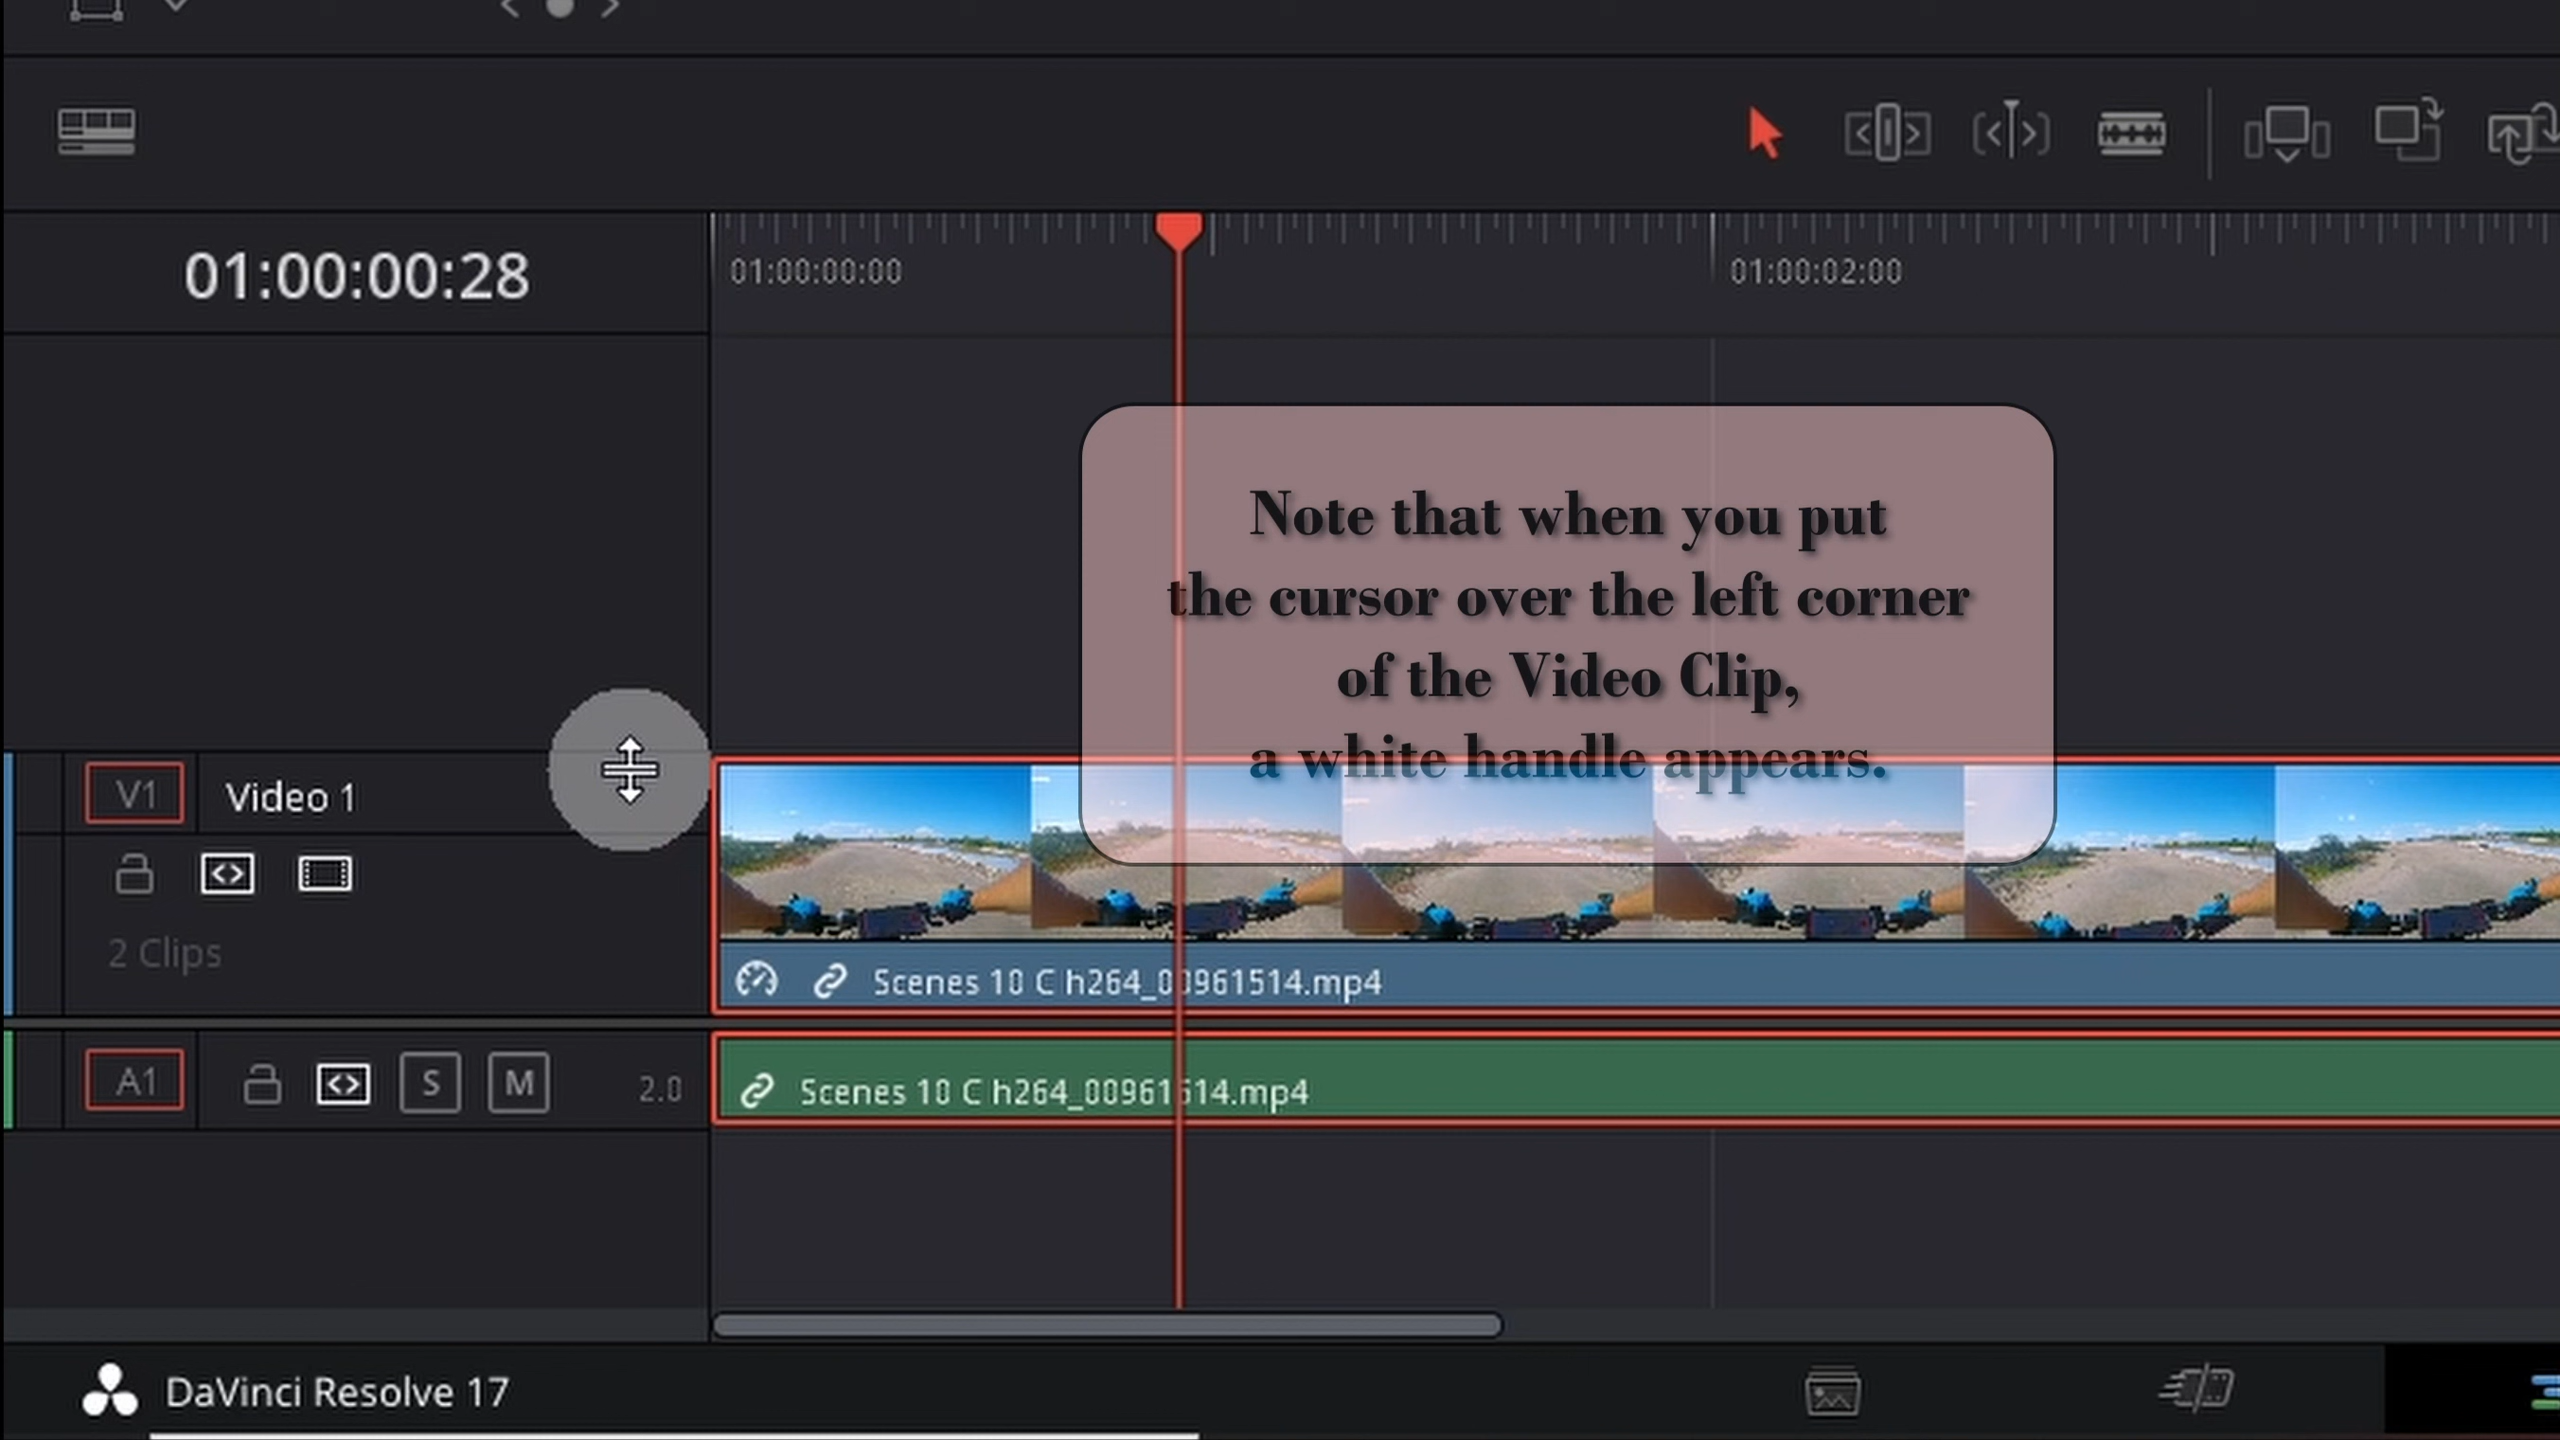 01:00:00:28
01:00:00:00
01:00:02:00
Note that when you put
the cursor over the left corner
of the Video Clip,
a white handle appears.
V1 Video 1
2 Clips
Scenes 10 C h264_00961514.mp4
A1 S M 2.0
Scenes 10 C h264_00961514.mp4
DaVinci Resolve 17